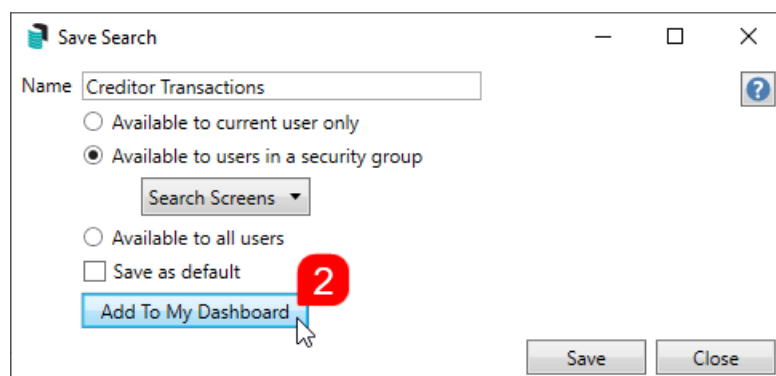 Save Search
Name Creditor Transactions
?
Available to current user only
Available to users in a security group
Search Screens
Available to all users
Save as default
2
Add To My Dashboard
Save Close